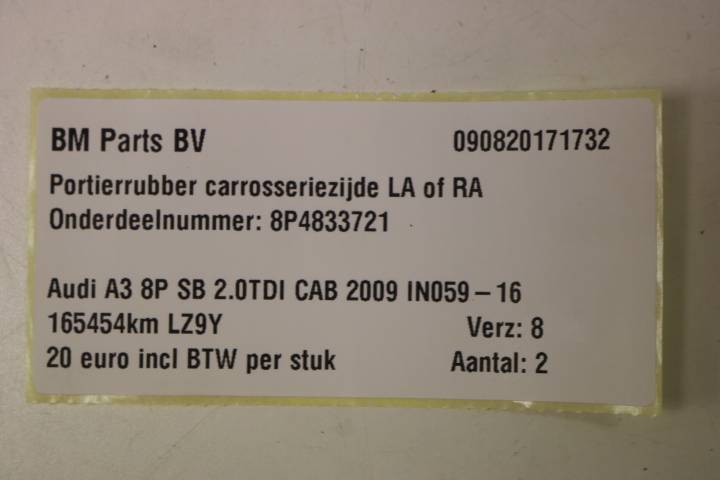 BM Parts BV 090820171732
Portierrubber carrosseriezijde LA of RA
Onderdeelnummer: 8P4833721
Audi A3 8P SB 2.0TDI CAB 2009 IN059-16
165454km LZ9Y Verz: 8
20 euro incl BTW per stuk Aantal: 2